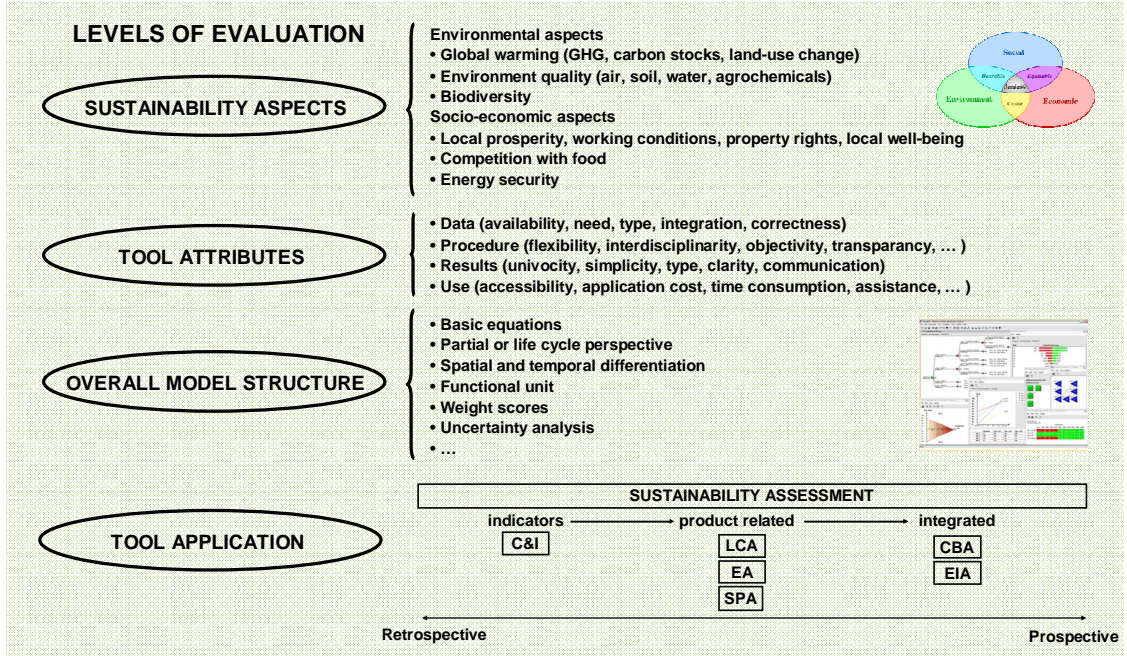 LEVELS OF EVALUATION
Environmental aspects
• Global warming (GHG, carbon stocks, land-use change)
• Environment quality (air, soil, water, agrochemicals)
• Biodiversity
SUSTAINABILITY ASPECTS
Socio-economic aspects
• Local prosperity, working conditions, property rights, local well-being
• Competition with food
• Energy security
Social
Bearable
Equitable
Environment
Economic
TOOL ATTRIBUTES
• Data (availability, need, type, integration, correctness)
• Procedure (flexibility, interdisciplinarity, objectivity, transparancy, … )
• Results (univocity, simplicity, type, clarity, communication)
• Use (accessibility, application cost, time consumption, assistance, … )
OVERALL MODEL STRUCTURE
• Basic equations
• Partial or life cycle perspective
• Spatial and temporal differentiation
• Functional unit
• Weight scores
• Uncertainty analysis
• …
TOOL APPLICATION
SUSTAINABILITY ASSESSMENT
indicators product related integrated
C&I LCA CBA
EA EIA
SPA
Retrospective Prospective